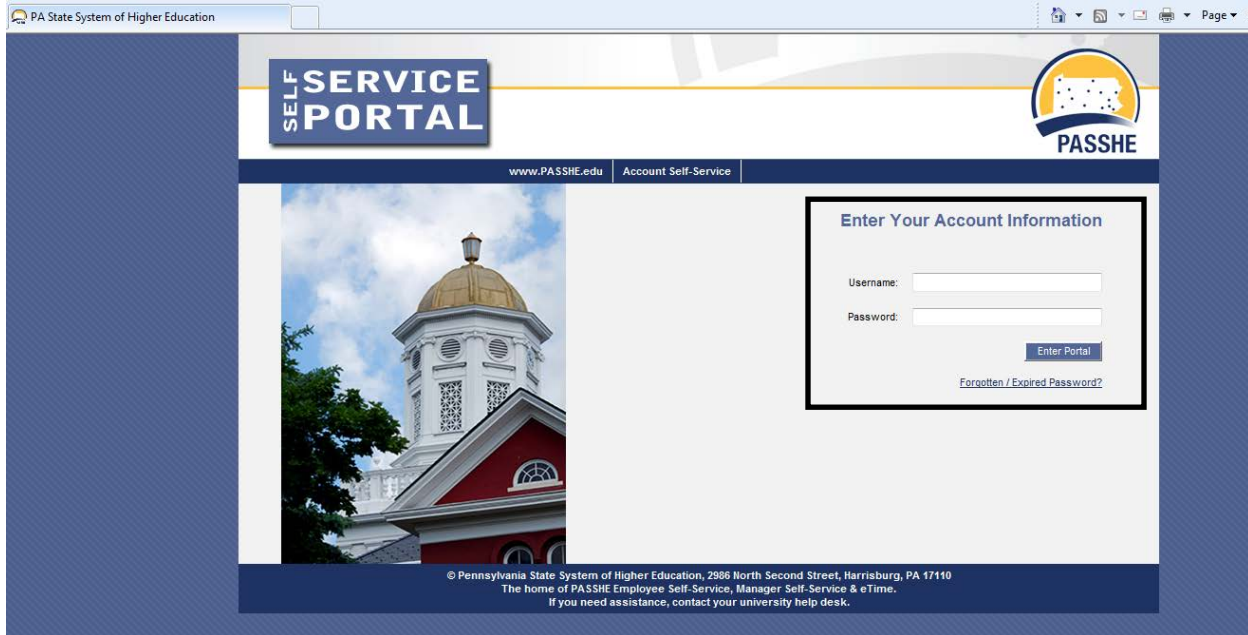 PA State System of Higher Education
Page
SELF
SERVICE
PORTAL
PASSHE
www.PASSHE.edu
Account Self-Service
Enter Your Account Information
Username:
Password:
Enter Portal
Forgotten / Expired Password?
© Pennsylvania State System of Higher Education, 2986 North Second Street, Harrisburg, PA 17110
The home of PASSHE Employee Self-Service, Manager Self-Service & eTime.
If you need assistance, contact your university help desk.